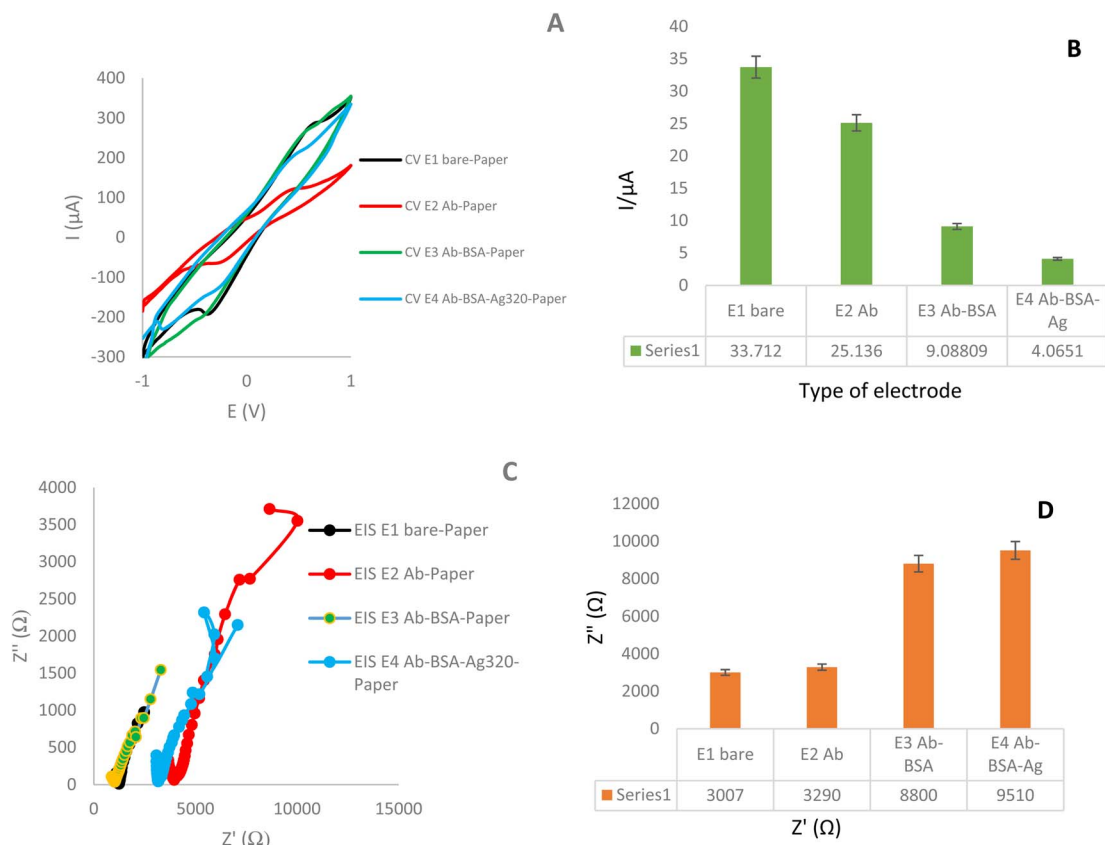 A
I (µA)
400
300
200
100
0
-100
-200
-300
-1
0
1
E (V)
CV E1 bare-Paper
CV E2 Ab-Paper
CV E3 Ab-BSA-Paper
CV E4 Ab-BSA-Ag320-Paper
B
I/µA
40
35
30
25
20
15
10
5
0
E1 bare
E2 Ab
E3 Ab-BSA
E4 Ab-BSA-
Ag
Series1
33.712
25.136
9.08809
4.0651
Type of electrode
C
Z'' (Ω)
4000
3500
3000
2500
2000
1500
1000
500
0
0
5000
10000
15000
Z' (Ω)
EIS E1 bare-Paper
EIS E2 Ab-Paper
EIS E3 Ab-BSA-Paper
EIS E4 Ab-BSA-Ag320-
Paper
D
Z'' (Ω)
12000
10000
8000
6000
4000
2000
0
E1 bare
E2 Ab
E3 Ab-
BSA
E4 Ab-
BSA-Ag
Series1
3007
3290
8800
9510
Z' (Ω)